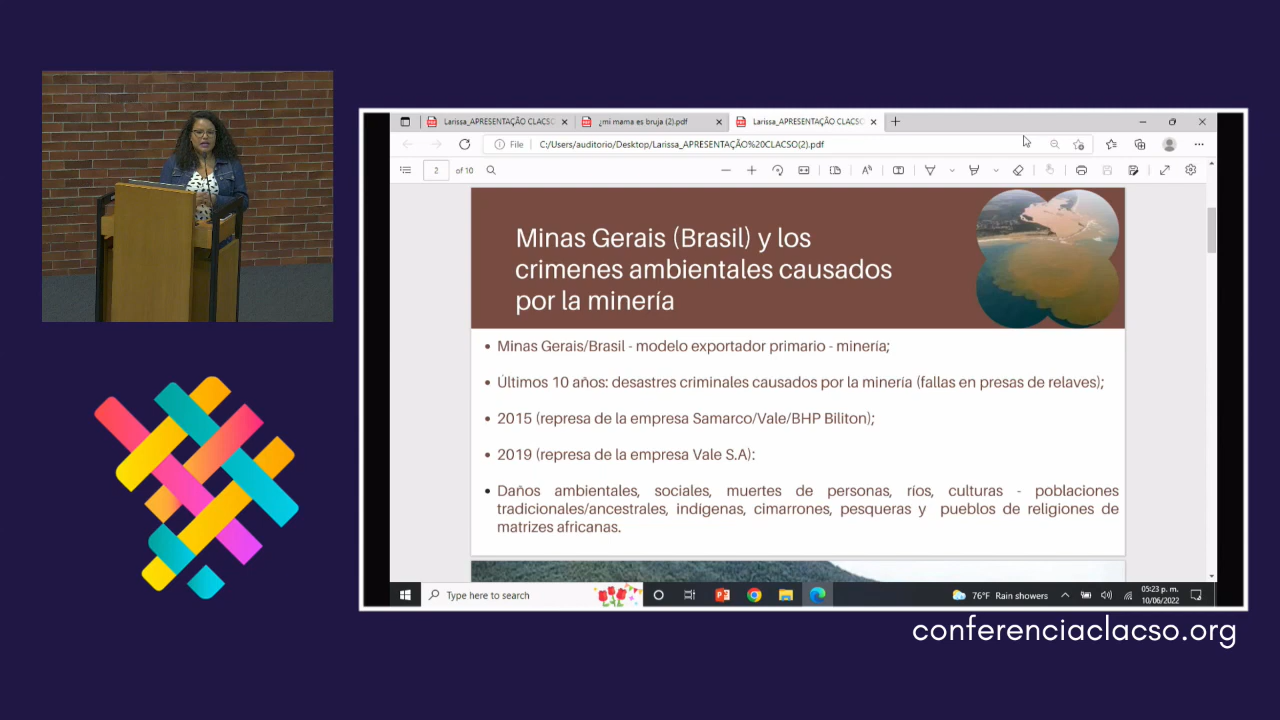 Larissa_APRESENTAÇÃO CLACSO
¿mi mama es bruja (2).pdf
Larissa_APRESENTAÇÃO CLACSO
File
C:/Users/auditorio/Desktop/Larissa_APRESENTAÇÃO%20CLACSO(2).pdf
2 of 10
Minas Gerais (Brasil) y los
crimenes ambientales causados
por la minería
• Minas Gerais/Brasil - modelo exportador primario - minería;
• Últimos 10 años: desastres criminales causados por la minería (fallas en presas de relaves);
• 2015 (represa de la empresa Samarco/Vale/BHP Biliton);
• 2019 (represa de la empresa Vale S.A):
• Daños ambientales, sociales, muertes de personas, ríos, culturas - poblaciones
tradicionales/ancestrales, indígenas, cimarrones, pesqueras y pueblos de religiones de
matrizes africanas.
Type here to search
76°F Rain showers
05:23 p. m.
10/06/2022
conferenciaclacso.org